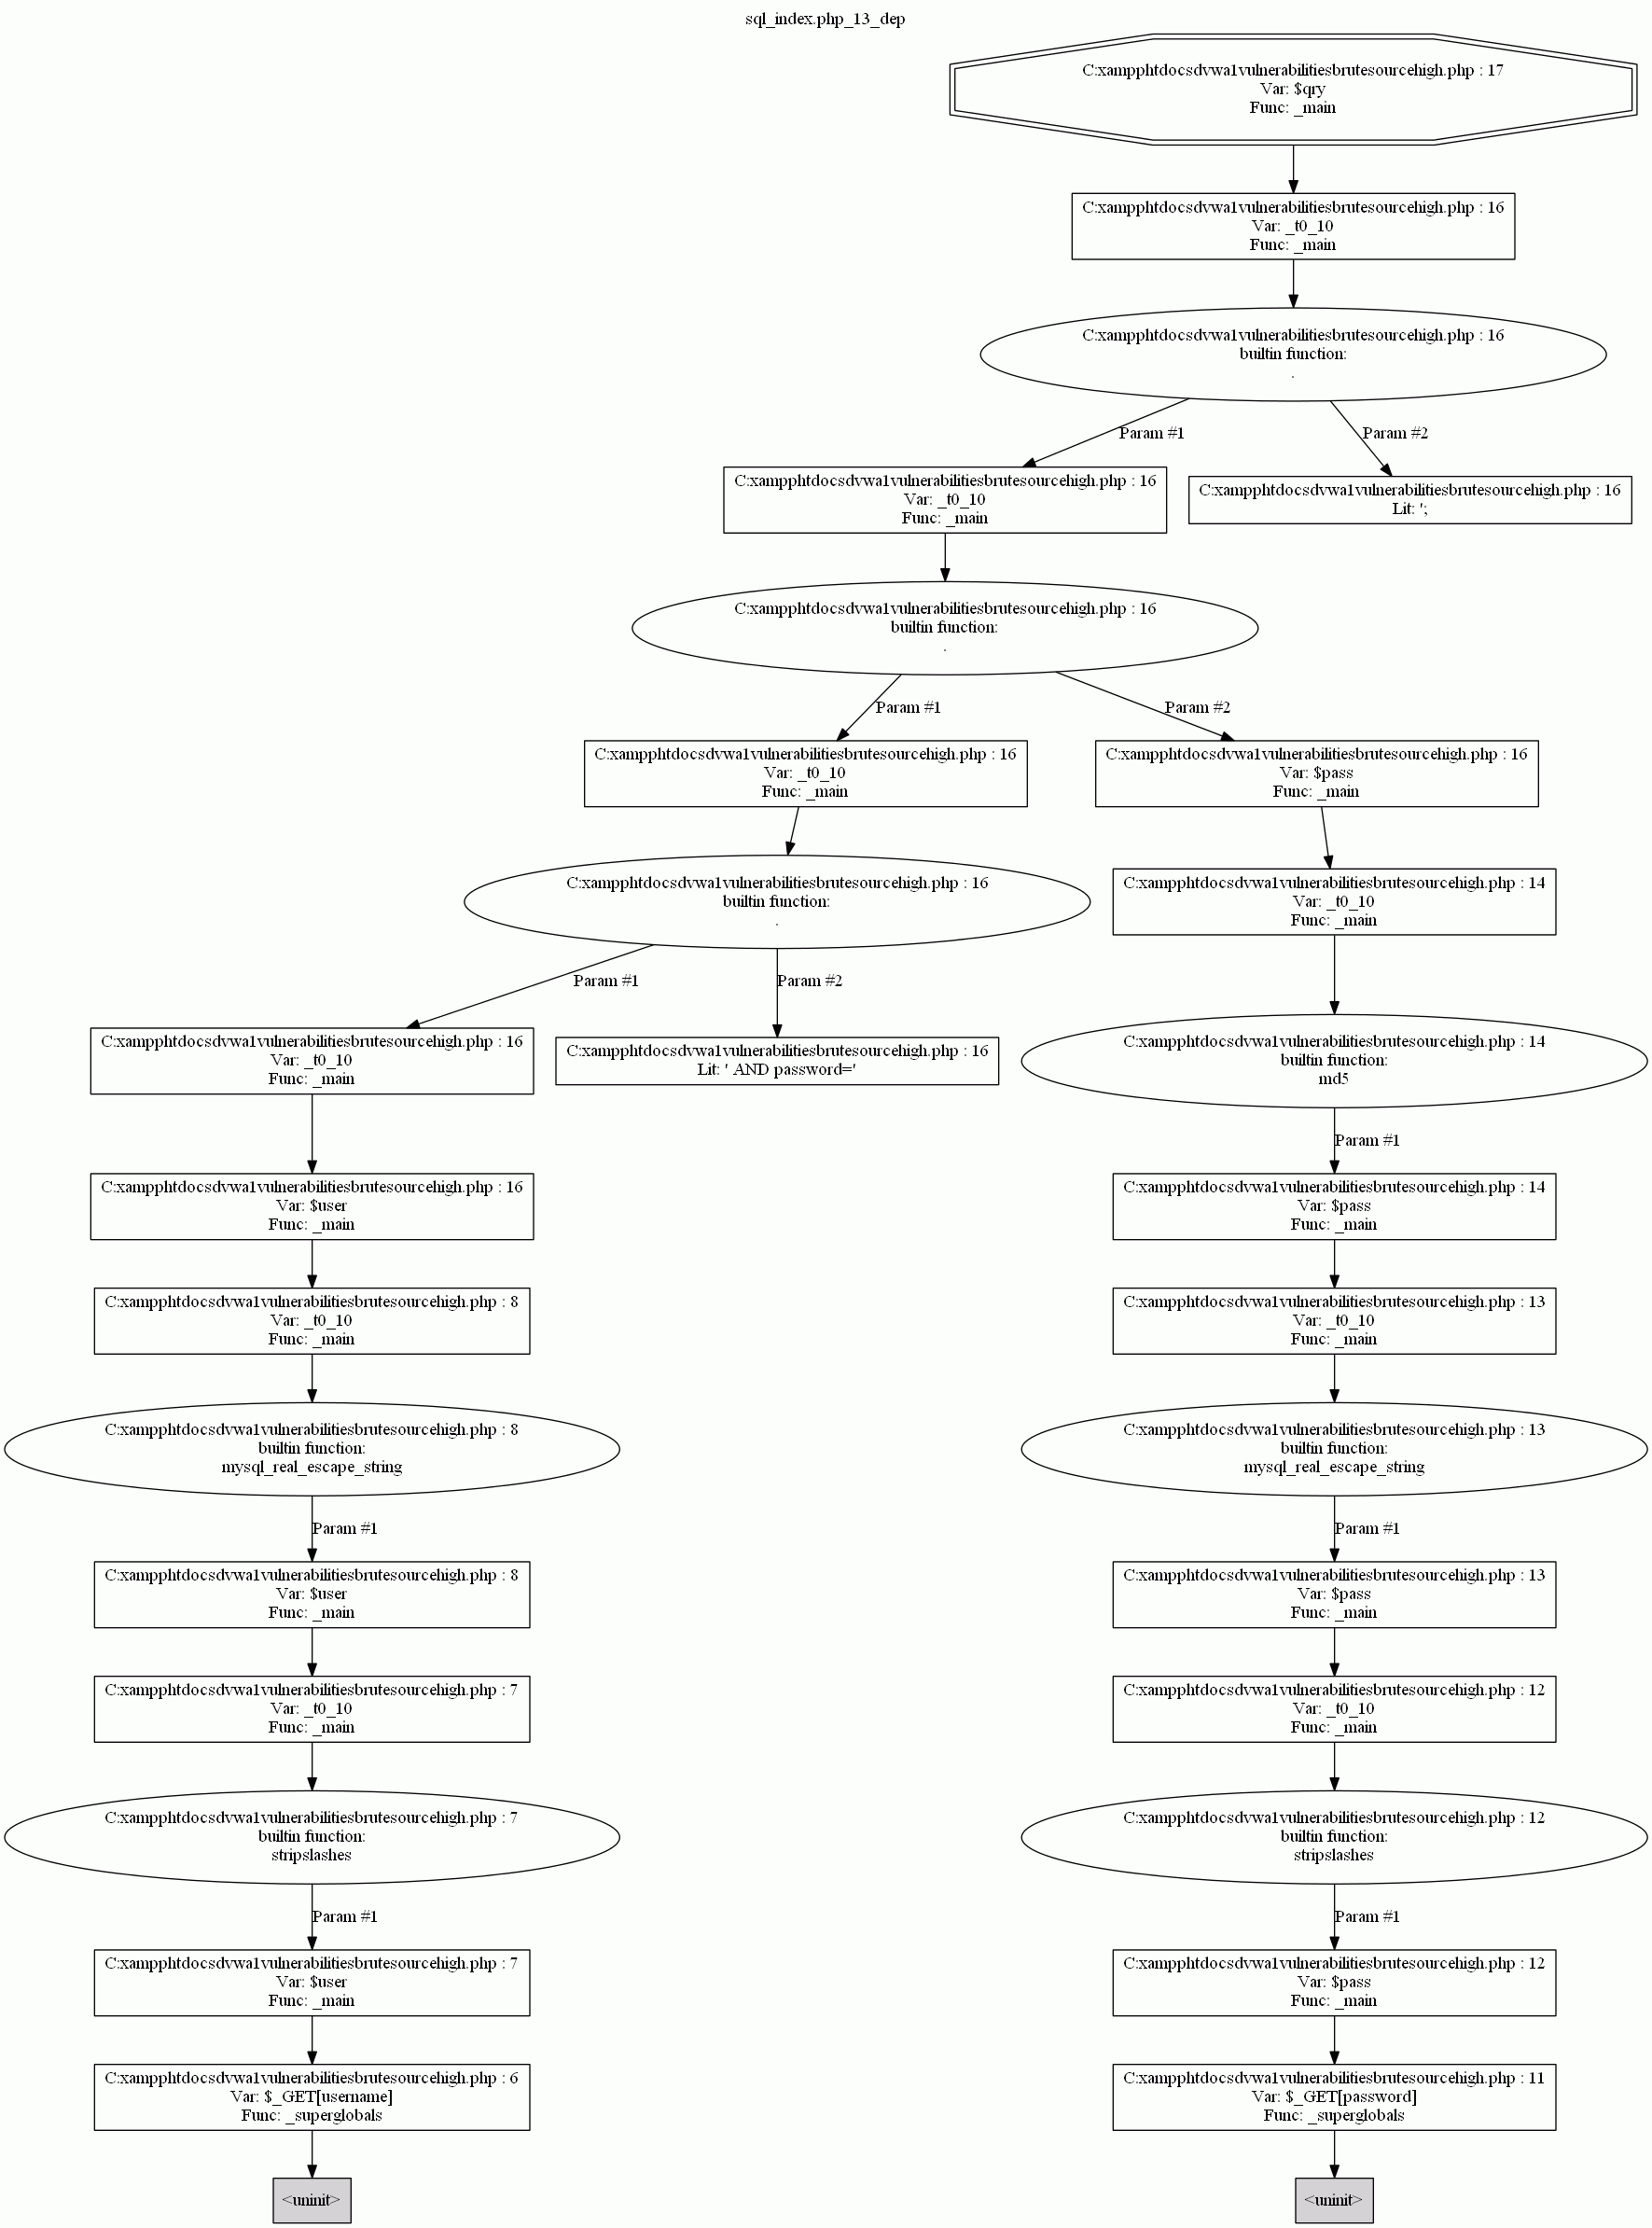 sql_index.php_13_dep
C:xampphtdocsdvwa1vulnerabilitiesbrutesourcehigh.php : 17
Var: $qry
Func: _main
C:xampphtdocsdvwa1vulnerabilitiesbrutesourcehigh.php : 16
Var: _t0_10
Func: _main
C:xampphtdocsdvwa1vulnerabilitiesbrutesourcehigh.php : 16
builtin function:
.
Param #1
Param #2
C:xampphtdocsdvwa1vulnerabilitiesbrutesourcehigh.php : 16
Var: _t0_10
Func: _main
C:xampphtdocsdvwa1vulnerabilitiesbrutesourcehigh.php : 16
Lit: ';
C:xampphtdocsdvwa1vulnerabilitiesbrutesourcehigh.php : 16
builtin function:
.
Param #1
Param #2
C:xampphtdocsdvwa1vulnerabilitiesbrutesourcehigh.php : 16
Var: _t0_10
Func: _main
C:xampphtdocsdvwa1vulnerabilitiesbrutesourcehigh.php : 16
Var: $pass
Func: _main
C:xampphtdocsdvwa1vulnerabilitiesbrutesourcehigh.php : 16
builtin function:
.
C:xampphtdocsdvwa1vulnerabilitiesbrutesourcehigh.php : 14
Var: _t0_10
Func: _main
Param #1
Param #2
C:xampphtdocsdvwa1vulnerabilitiesbrutesourcehigh.php : 16
Var: _t0_10
Func: _main
C:xampphtdocsdvwa1vulnerabilitiesbrutesourcehigh.php : 16
Lit: ' AND password='
C:xampphtdocsdvwa1vulnerabilitiesbrutesourcehigh.php : 14
builtin function:
md5
Param #1
C:xampphtdocsdvwa1vulnerabilitiesbrutesourcehigh.php : 16
Var: $user
Func: _main
C:xampphtdocsdvwa1vulnerabilitiesbrutesourcehigh.php : 14
Var: $pass
Func: _main
C:xampphtdocsdvwa1vulnerabilitiesbrutesourcehigh.php : 8
Var: _t0_10
Func: _main
C:xampphtdocsdvwa1vulnerabilitiesbrutesourcehigh.php : 13
Var: _t0_10
Func: _main
C:xampphtdocsdvwa1vulnerabilitiesbrutesourcehigh.php : 8
builtin function:
mysql_real_escape_string
C:xampphtdocsdvwa1vulnerabilitiesbrutesourcehigh.php : 13
builtin function:
mysql_real_escape_string
Param #1
Param #1
C:xampphtdocsdvwa1vulnerabilitiesbrutesourcehigh.php : 8
Var: $user
Func: _main
C:xampphtdocsdvwa1vulnerabilitiesbrutesourcehigh.php : 13
Var: $pass
Func: _main
C:xampphtdocsdvwa1vulnerabilitiesbrutesourcehigh.php : 7
Var: _t0_10
Func: _main
C:xampphtdocsdvwa1vulnerabilitiesbrutesourcehigh.php : 12
Var: _t0_10
Func: _main
C:xampphtdocsdvwa1vulnerabilitiesbrutesourcehigh.php : 7
builtin function:
stripslashes
C:xampphtdocsdvwa1vulnerabilitiesbrutesourcehigh.php : 12
builtin function:
stripslashes
Param #1
Param #1
C:xampphtdocsdvwa1vulnerabilitiesbrutesourcehigh.php : 7
Var: $user
Func: _main
C:xampphtdocsdvwa1vulnerabilitiesbrutesourcehigh.php : 12
Var: $pass
Func: _main
C:xampphtdocsdvwa1vulnerabilitiesbrutesourcehigh.php : 6
Var: $_GET[username]
Func: _superglobals
C:xampphtdocsdvwa1vulnerabilitiesbrutesourcehigh.php : 11
Var: $_GET[password]
Func: _superglobals
<uninit>
<uninit>